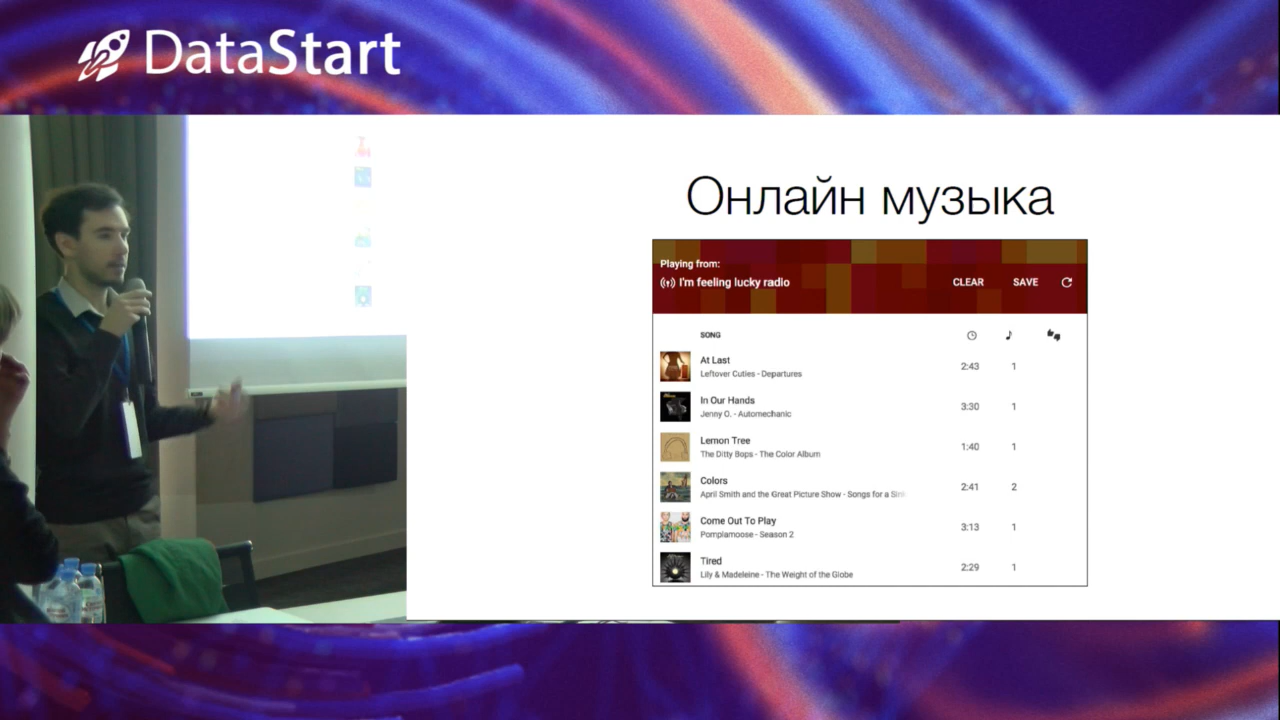 DataStart
Онлайн музыка
Playing from:
I'm feeling lucky radio
CLEAR
SAVE
SONG
At Last
Leftover Cuties - Departures
2:43
1
In Our Hands
Jenny O. - Automechanic
3:30
1
Lemon Tree
The Ditty Bops - The Color Album
1:40
1
Colors
April Smith and the Great Picture Show - Songs for a
2:41
2
Come Out To Play
Pomplamoose - Season 2
3:13
1
Tired
Lily & Madeleine - The Weight of the Globe
2:29
1